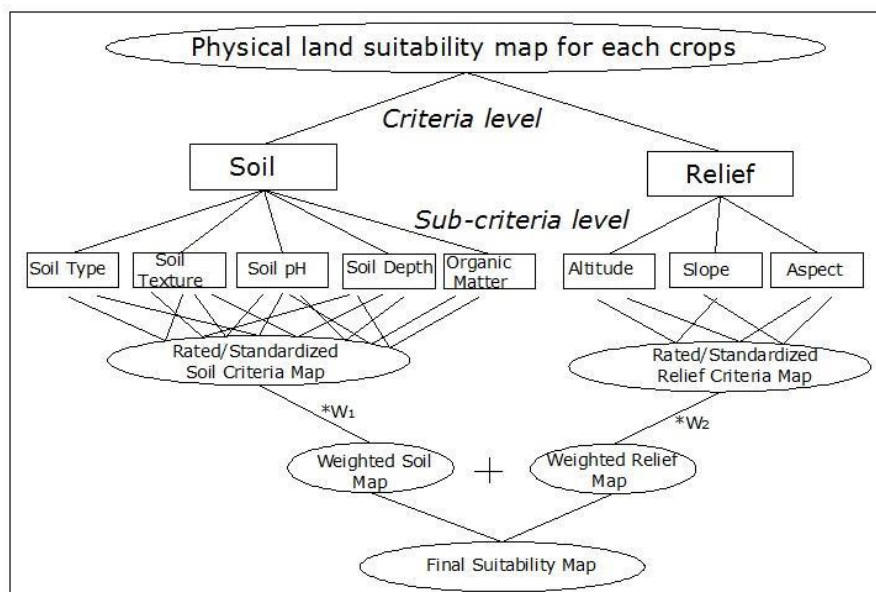 Physical land suitability map for each crops
Criteria level
Soil
Relief
Sub-criteria level
Soil Type
Soil
Texture
Soil pH
Soil Depth
Organic
Matter
Altitude
Slope
Aspect
Rated/Standardized
Soil Criteria Map
Rated/Standardized
Relief Criteria Map
*W₁
*W₂
Weighted Soil
Map
+
Weighted Relief
Map
Final Suitability Map